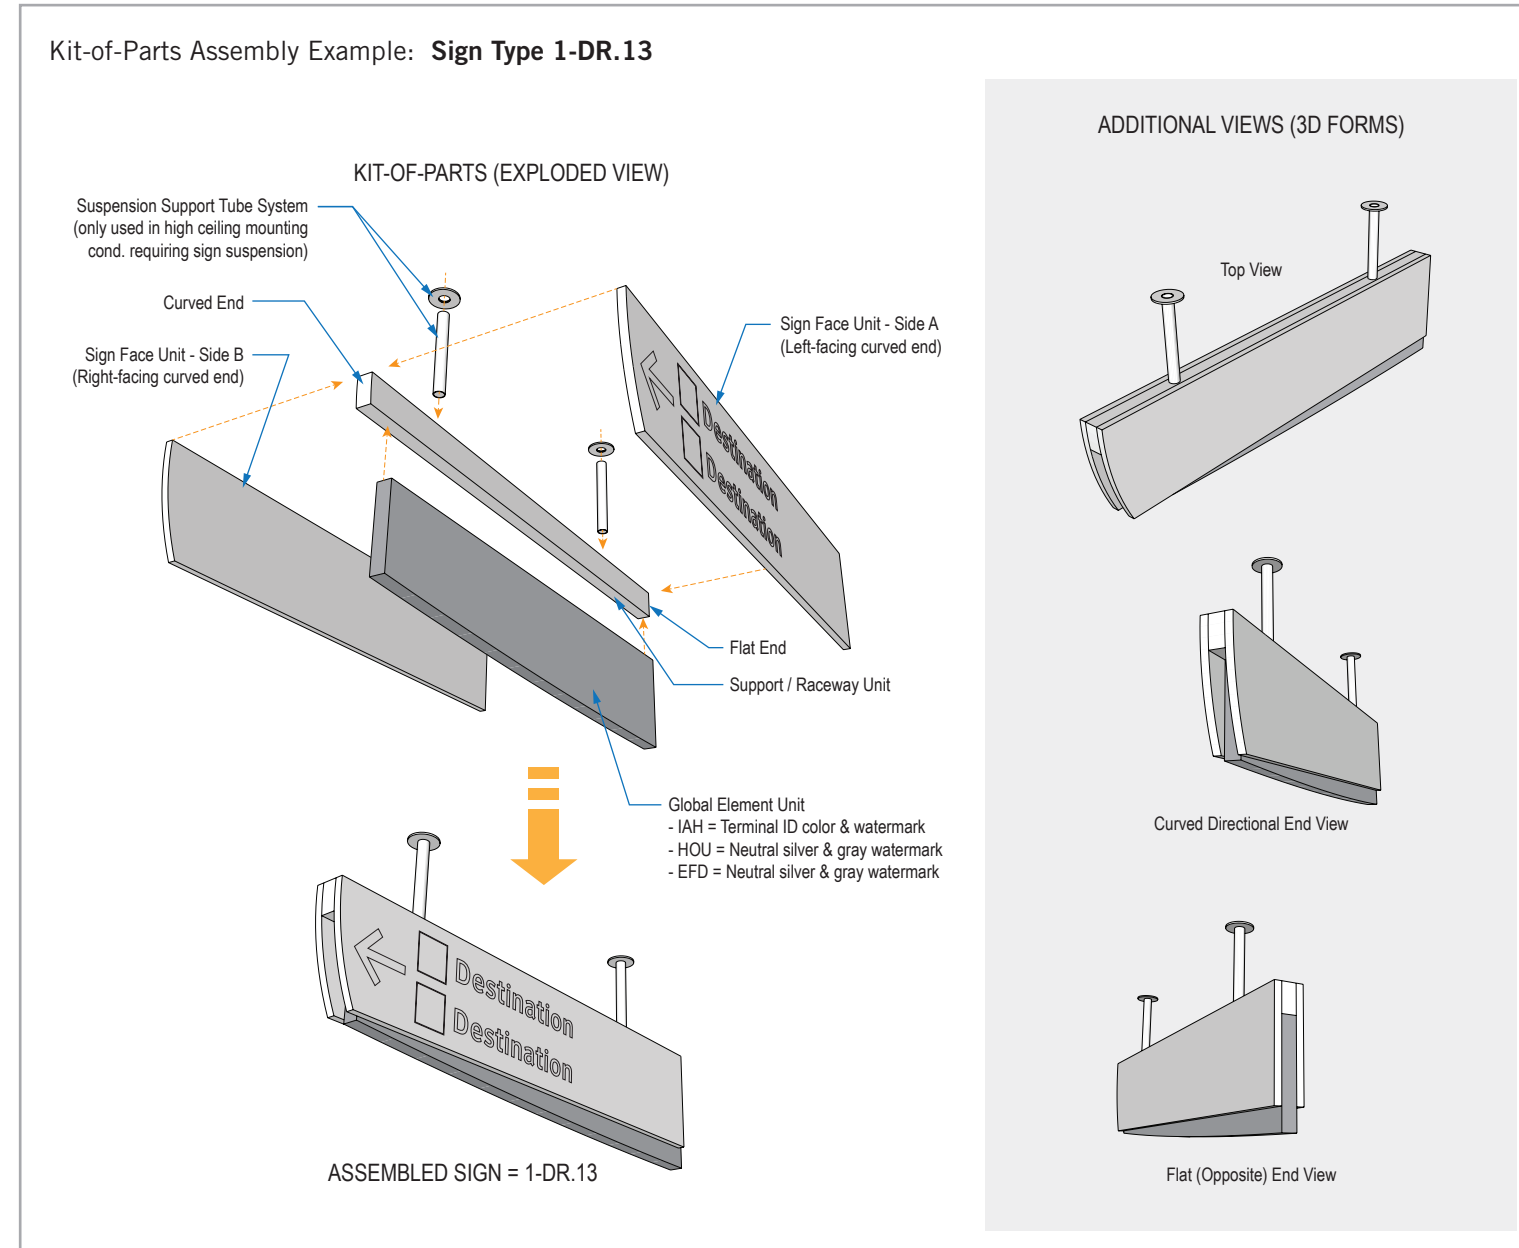 Kit-of-Parts Assembly Example: Sign Type 1-DR.13
KIT-OF-PARTS (EXPLODED VIEW)
Suspension Support Tube System
(only used in high ceiling mounting
cond. requiring sign suspension)
Curved End
Sign Face Unit - Side B
(Right-facing curved end)
Sign Face Unit - Side A
(Left-facing curved end)
Destination
Destination
Flat End
Support / Raceway Unit
Global Element Unit
- IAH = Terminal ID color & watermark
- HOU = Neutral silver & gray watermark
- EFD = Neutral silver & gray watermark
Destination
Destination
ASSEMBLED SIGN = 1-DR.13
ADDITIONAL VIEWS (3D FORMS)
Top View
Curved Directional End View
Flat (Opposite) End View